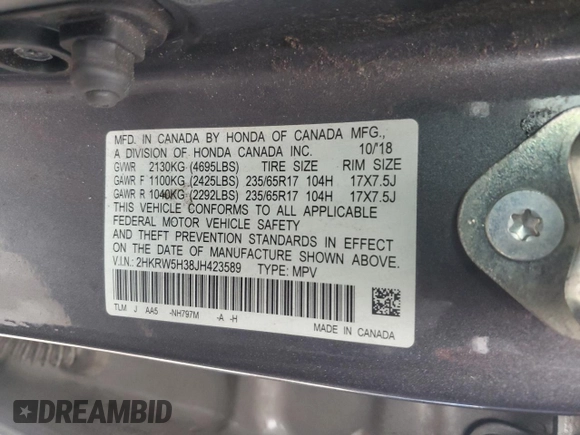 MFD. IN CANADA BY HONDA OF CANADA MFG.,
A DIVISION OF HONDA CANADA INC. 10/'18
GVWR 2130KG (4695LBS) TIRE SIZE RIM SIZE
GAWR F 1100KG (2425LBS) 235/65R17 104H 17X7.5J
GAWR R 1040KG (2292LBS) 235/65R17 104H 17X7.5J
THIS VEHICLE CONFORMS TO ALL APPLICABLE
FEDERAL MOTOR VEHICLE SAFETY
AND THEFT PREVENTION STANDARDS IN EFFECT
ON THE DATE OF MANUFACTURE SHOWN ABOVE.
V.I.N.: 2HKRW5H38JH423589 TYPE: MPV
TLM J AA5 -NH797M -A -H
MADE IN CANADA
DREAMBID